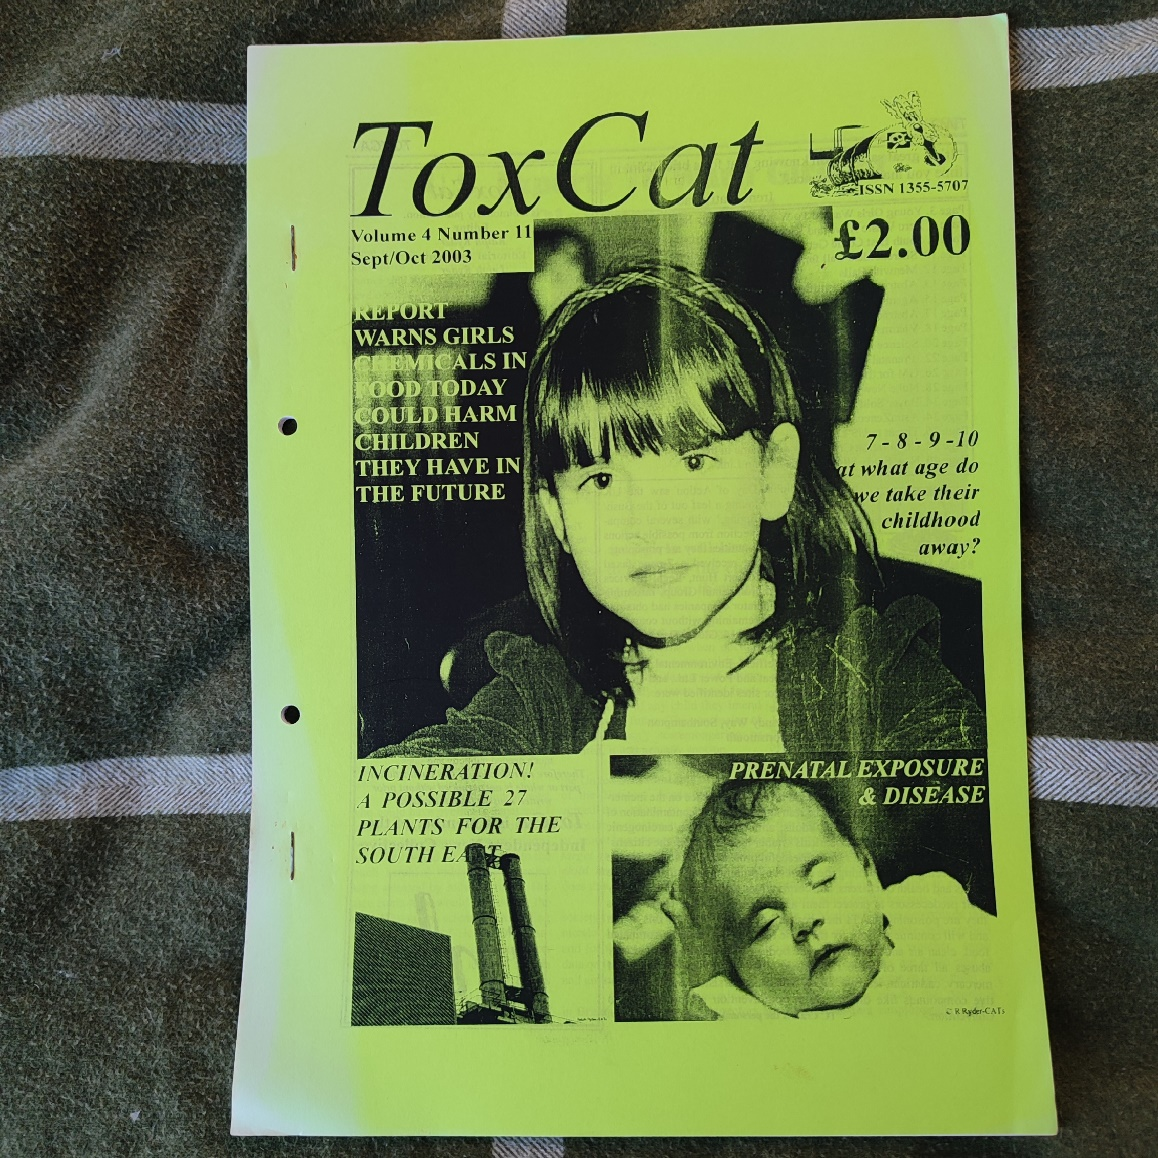 ToxCat
ISSN 1355-5707
Volume 4 Number 11
Sept/Oct 2003
£2.00
REPORT
WARNS GIRLS
CHEMICALS IN
FOOD TODAY
COULD HARM
CHILDREN
THEY HAVE IN
THE FUTURE
7 - 8 - 9 -10
at what age do
we take their
childhood
away?
INCINERATION!
A POSSIBLE 27
PLANTS FOR THE
SOUTH EAST
PRENATAL EXPOSURE
& DISEASE
© R Ryder-CATs